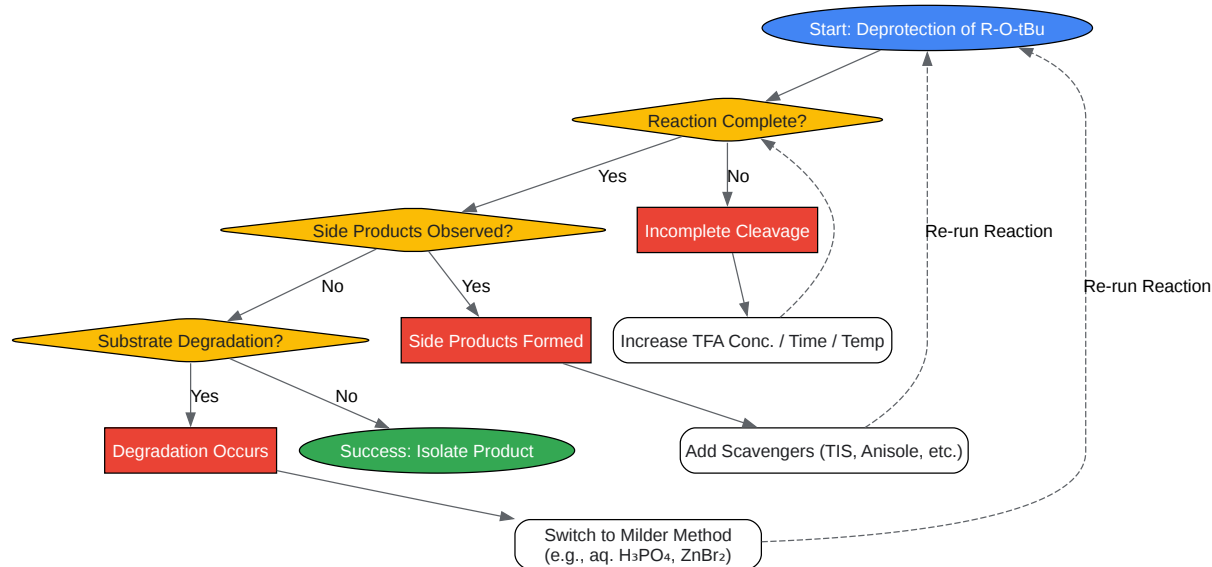 Start: Deprotection of R-O-tBu
Reaction Complete?
Yes
No
Side Products Observed?
Incomplete Cleavage
Re-run Reaction
Re-run Reaction
No
Yes
Substrate Degradation?
Side Products Formed
Increase TFA Conc. / Time / Temp
Yes
No
Degradation Occurs
Success: Isolate Product
Add Scavengers (TIS, Anisole, etc.)
Switch to Milder Method
(e.g., aq. H₃PO₄, ZnBr₂)